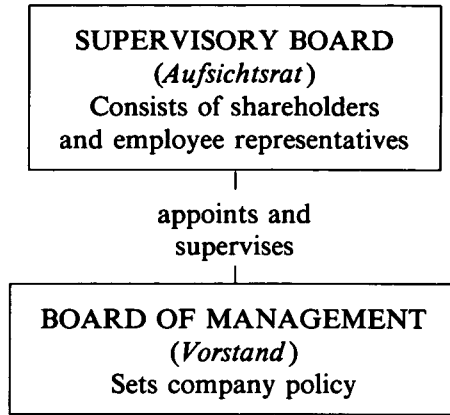 SUPERVISORY BOARD
(Aufsichtsrat)
Consists of shareholders
and employee representatives
appoints and
supervises
BOARD OF MANAGEMENT
(Vorstand)
Sets company policy